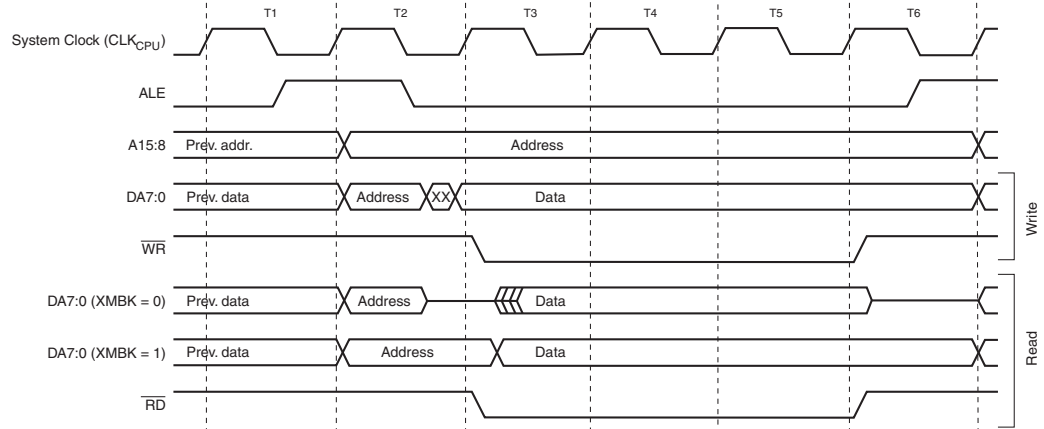 T1 T2 T3 T4 T5 T6
System Clock (CLKCPU)
ALE
A15:8 Prev. addr. Address
DA7:0 Prev. data Address XX Data
WR
Write
DA7:0 (XMBK = 0) Prev. data Address Data
DA7:0 (XMBK = 1) Prev. data Address Data
RD
Read